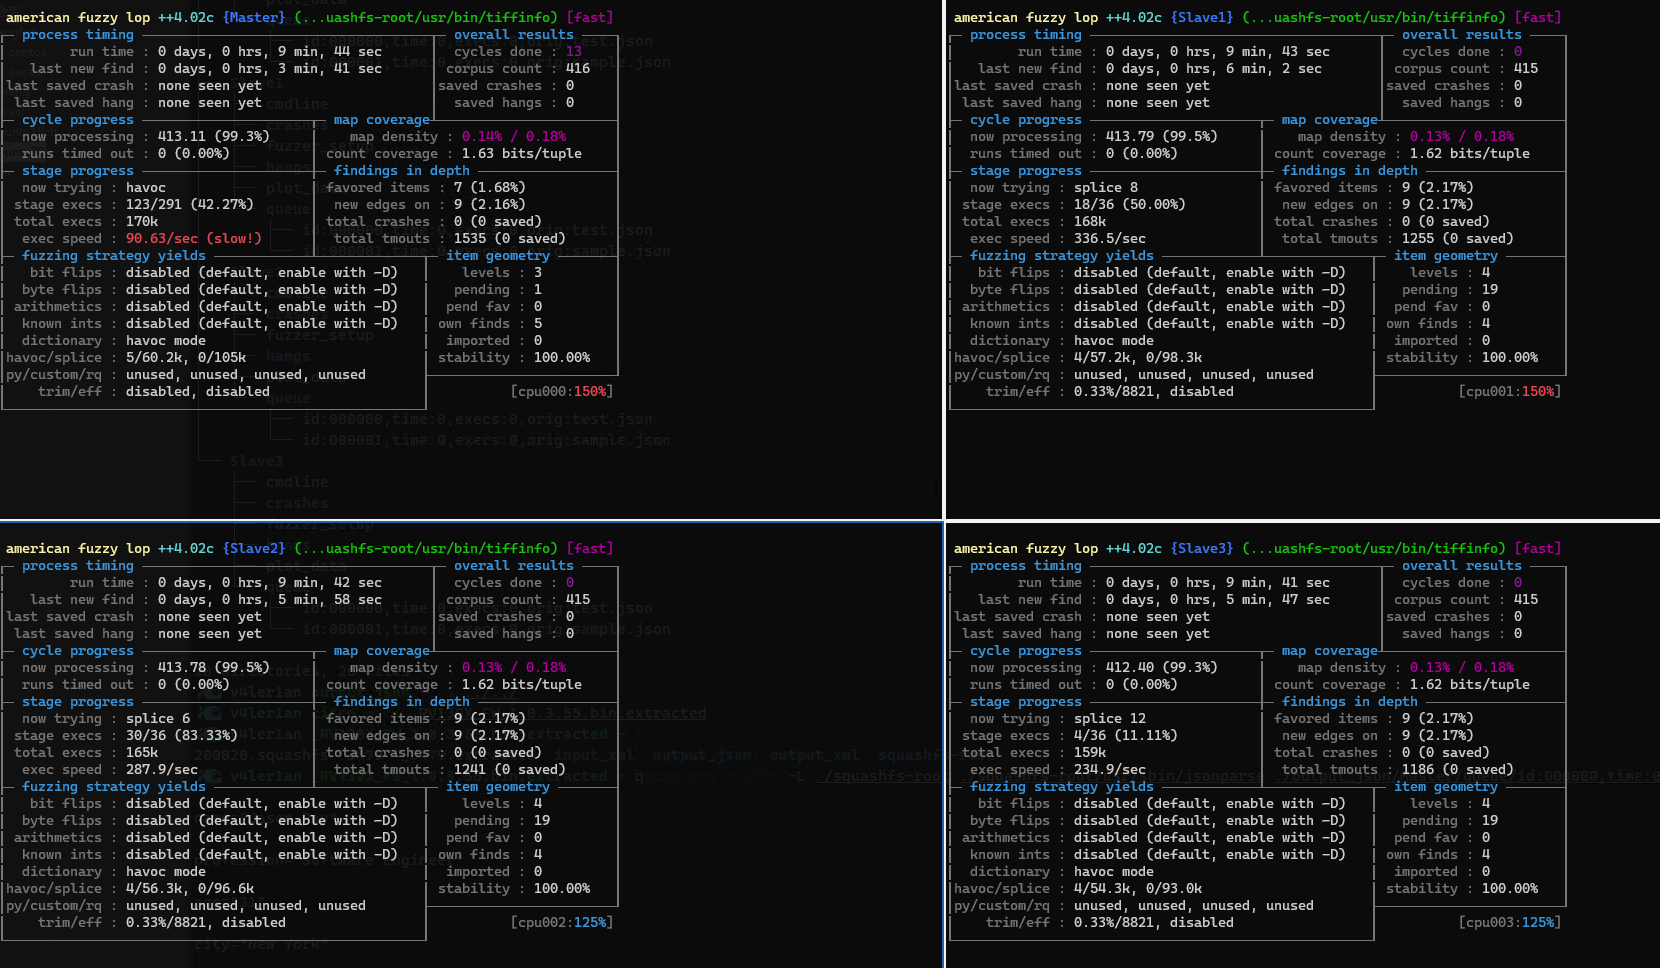 american fuzzy lop ++4.02c {Master} (...uashfs-root/usr/bin/tiffinfo) [fast]
process timing
overall results
run time : 0 days, 0 hrs, 9 min, 44 sec
cycles done : 13
last new find : 0 days, 0 hrs, 3 min, 41 sec
corpus count : 416
last saved crash : none seen yet
saved crashes : 0
last saved hang : none seen yet
saved hangs : 0
cycle progress
map coverage
now processing : 413.11 (99.3%)
map density : 0.14% / 0.18%
runs timed out : 0 (0.00%)
count coverage : 1.63 bits/tuple
stage progress
findings in depth
now trying : havoc
favored items : 7 (1.68%)
stage execs : 123/291 (42.27%)
new edges on : 9 (2.16%)
total execs : 170k
total crashes : 0 (0 saved)
exec speed : 90.63/sec (slow!)
total tmouts : 1535 (0 saved)
fuzzing strategy yields
item geometry
bit flips : disabled (default, enable with -D)
levels : 3
byte flips : disabled (default, enable with -D)
pending : 1
arithmetics : disabled (default, enable with -D)
pend fav : 0
known ints : disabled (default, enable with -D)
own finds : 5
dictionary : havoc mode
imported : 0
havoc/splice : 5/60.2k, 0/105k
stability : 100.00%
py/custom/rq : unused, unused, unused, unused
trim/eff : disabled, disabled
[cpu000:150%]
american fuzzy lop ++4.02c {Slave1} (...uashfs-root/usr/bin/tiffinfo) [fast]
process timing
overall results
run time : 0 days, 0 hrs, 9 min, 43 sec
cycles done : 0
last new find : 0 days, 0 hrs, 6 min, 2 sec
corpus count : 415
last saved crash : none seen yet
saved crashes : 0
last saved hang : none seen yet
saved hangs : 0
cycle progress
map coverage
now processing : 413.79 (99.5%)
map density : 0.13% / 0.18%
runs timed out : 0 (0.00%)
count coverage : 1.62 bits/tuple
stage progress
findings in depth
now trying : splice 8
favored items : 9 (2.17%)
stage execs : 18/36 (50.00%)
new edges on : 9 (2.17%)
total execs : 168k
total crashes : 0 (0 saved)
exec speed : 336.5/sec
total tmouts : 1255 (0 saved)
fuzzing strategy yields
item geometry
bit flips : disabled (default, enable with -D)
levels : 4
byte flips : disabled (default, enable with -D)
pending : 19
arithmetics : disabled (default, enable with -D)
pend fav : 0
known ints : disabled (default, enable with -D)
own finds : 4
dictionary : havoc mode
imported : 0
havoc/splice : 4/57.2k, 0/98.3k
stability : 100.00%
py/custom/rq : unused, unused, unused, unused
trim/eff : 0.33%/8821, disabled
[cpu001:150%]
american fuzzy lop ++4.02c {Slave2} (...uashfs-root/usr/bin/tiffinfo) [fast]
process timing
overall results
run time : 0 days, 0 hrs, 9 min, 42 sec
cycles done : 0
last new find : 0 days, 0 hrs, 5 min, 58 sec
corpus count : 415
last saved crash : none seen yet
saved crashes : 0
last saved hang : none seen yet
saved hangs : 0
cycle progress
map coverage
now processing : 413.78 (99.5%)
map density : 0.13% / 0.18%
runs timed out : 0 (0.00%)
count coverage : 1.62 bits/tuple
stage progress
findings in depth
now trying : splice 6
favored items : 9 (2.17%)
stage execs : 30/36 (83.33%)
new edges on : 9 (2.17%)
total execs : 165k
total crashes : 0 (0 saved)
exec speed : 287.9/sec
total tmouts : 1241 (0 saved)
fuzzing strategy yields
item geometry
bit flips : disabled (default, enable with -D)
levels : 4
byte flips : disabled (default, enable with -D)
pending : 19
arithmetics : disabled (default, enable with -D)
pend fav : 0
known ints : disabled (default, enable with -D)
own finds : 4
dictionary : havoc mode
imported : 0
havoc/splice : 4/56.3k, 0/96.6k
stability : 100.00%
py/custom/rq : unused, unused, unused, unused
trim/eff : 0.33%/8821, disabled
[cpu002:125%]
american fuzzy lop ++4.02c {Slave3} (...uashfs-root/usr/bin/tiffinfo) [fast]
process timing
overall results
run time : 0 days, 0 hrs, 9 min, 41 sec
cycles done : 0
last new find : 0 days, 0 hrs, 5 min, 47 sec
corpus count : 415
last saved crash : none seen yet
saved crashes : 0
last saved hang : none seen yet
saved hangs : 0
cycle progress
map coverage
now processing : 412.40 (99.3%)
map density : 0.13% / 0.18%
runs timed out : 0 (0.00%)
count coverage : 1.62 bits/tuple
stage progress
findings in depth
now trying : splice 12
favored items : 9 (2.17%)
stage execs : 4/36 (11.11%)
new edges on : 9 (2.17%)
total execs : 159k
total crashes : 0 (0 saved)
exec speed : 234.9/sec
total tmouts : 1186 (0 saved)
fuzzing strategy yields
item geometry
bit flips : disabled (default, enable with -D)
levels : 4
byte flips : disabled (default, enable with -D)
pending : 19
arithmetics : disabled (default, enable with -D)
pend fav : 0
known ints : disabled (default, enable with -D)
own finds : 4
dictionary : havoc mode
imported : 0
havoc/splice : 4/54.3k, 0/93.0k
stability : 100.00%
py/custom/rq : unused, unused, unused, unused
trim/eff : 0.33%/8821, disabled
[cpu003:125%]